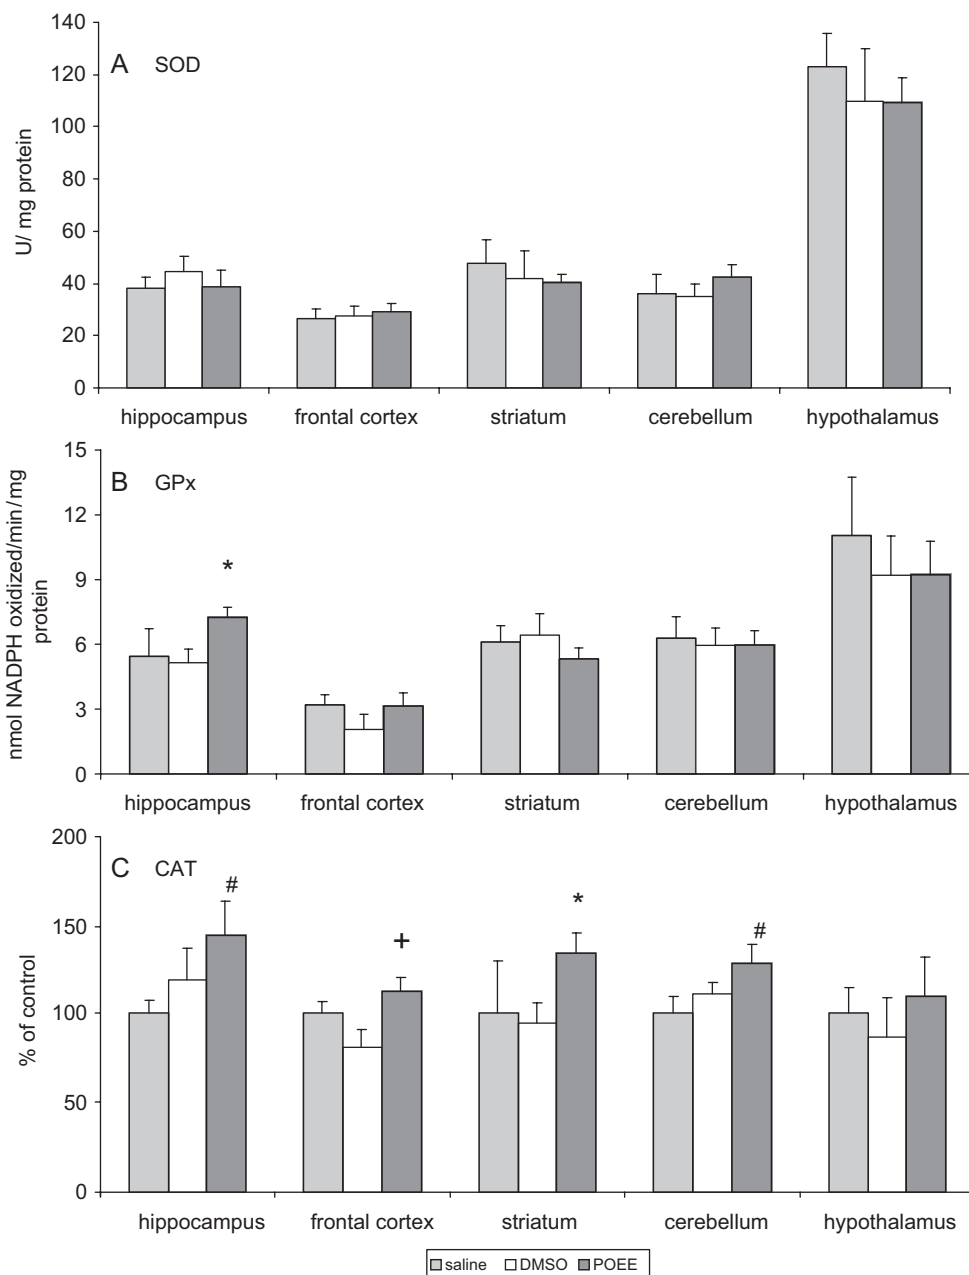 140
A SOD
120
100
80
60
40
20
0
U/ mg protein
hippocampus frontal cortex striatum cerebellum hypothalamus
15
B GPx
12
9
*
6
3
0
nmol NADPH oxidized/min/mg
protein
hippocampus frontal cortex striatum cerebellum hypothalamus
200
C CAT
#
*
150
+
#
100
50
0
% of control
hippocampus frontal cortex striatum cerebellum hypothalamus
saline DMSO POEE